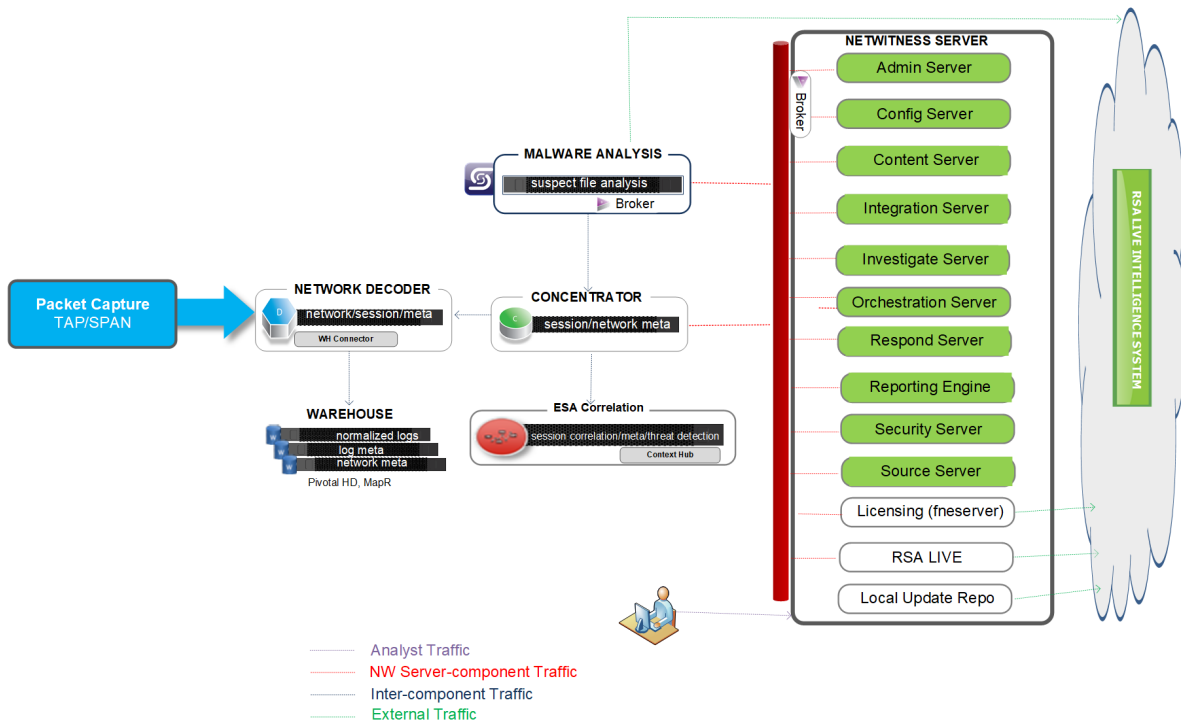 NETWITNESS SERVER
Admin Server
Broker
Config Server
MALWARE ANALYSIS
suspect file analysis
Broker
Content Server
Integration Server
Investigate Server
RSA LIVE INTELLIGENCE SYSTEM
Packet Capture
TAP/SPAN
NETWORK DECODER
D
network/session/meta
WH Connector
CONCENTRATOR
C
session/network meta
Orchestration Server
Respond Server
Reporting Engine
WAREHOUSE
W
normalized logs
W
log meta
W
network meta
Pivotal HD, MapR
ESA Correlation
session correlation/meta/threat detection
Context Hub
Security Server
Source Server
Licensing (fneserver)
RSA LIVE
Local Update Repo
Analyst Traffic
NW Server-component Traffic
Inter-component Traffic
External Traffic